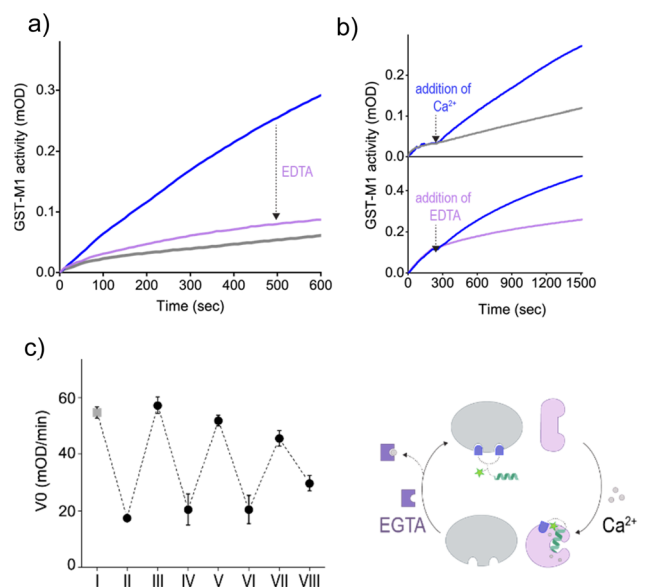 a)
GST-M1 activity (mOD)
0.3
0.2
0.1
0.0
EDTA
0 100 200 300 400 500 600
Time (sec)
b)
GST-M1 activity (mOD)
0.2
0.1
0.0
addition of
Ca²⁺
0.4
0.2
0.0
addition of
EDTA
0 300 600 900 1200 1500
Time (sec)
c)
V0 (mOD/min)
60
40
20
0
I II III IV V VI VII VIII
EGTA
Ca²⁺